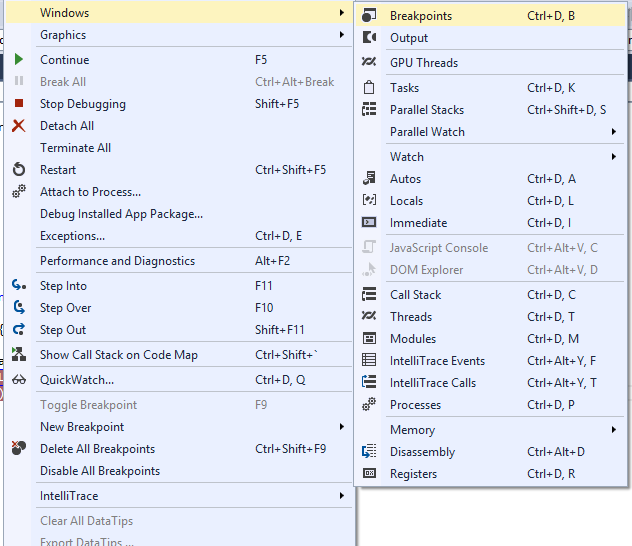 Windows
Graphics
Continue F5
Break All Ctrl+Alt+Break
Stop Debugging Shift+F5
Detach All
Terminate All
Restart Ctrl+Shift+F5
Attach to Process...
Debug Installed App Package...
Exceptions... Ctrl+D, E
Performance and Diagnostics Alt+F2
Step Into F11
Step Over F10
Step Out Shift+F11
Show Call Stack on Code Map Ctrl+Shift+`
QuickWatch... Ctrl+D, Q
Toggle Breakpoint F9
New Breakpoint
Delete All Breakpoints Ctrl+Shift+F9
Disable All Breakpoints
IntelliTrace
Clear All DataTips
Export DataTips ...
Breakpoints Ctrl+D, B
Output
GPU Threads
Tasks Ctrl+D, K
Parallel Stacks Ctrl+Shift+D, S
Parallel Watch
Watch
Autos Ctrl+D, A
Locals Ctrl+D, L
Immediate Ctrl+D, I
JavaScript Console Ctrl+Alt+V, C
DOM Explorer Ctrl+Alt+V, D
Call Stack Ctrl+D, C
Threads Ctrl+D, T
Modules Ctrl+D, M
IntelliTrace Events Ctrl+Alt+Y, F
IntelliTrace Calls Ctrl+Alt+Y, T
Processes Ctrl+D, P
Memory
Disassembly Ctrl+Alt+D
Registers Ctrl+D, R